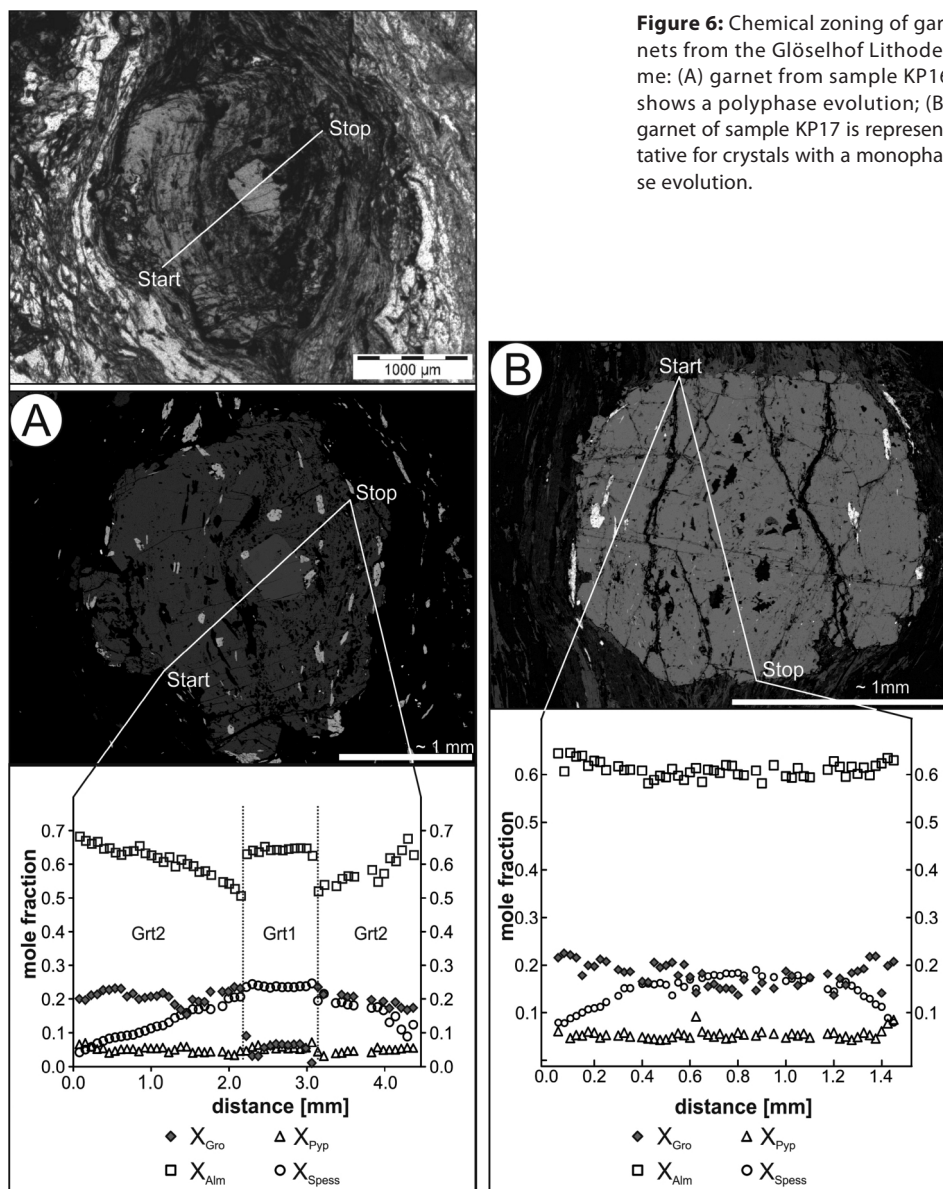 Figure 6: Chemical zoning of gar
nets from the Glöselhof Lithode
me: (A) garnet from sample KP16
shows a polyphase evolution; (B
garnet of sample KP17 is represen
tative for crystals with a monopha
se evolution.
Stop
Start
1000 µm
A
Stop
Start
~ 1 mm
B
Start
Stop
~ 1mm
mole fraction
0.7
0.6
0.5
0.4
0.3
0.2
0.1
0.0
Grt2
Grt1
Grt2
0.7
0.6
0.5
0.4
0.3
0.2
0.1
0.0
0.0 1.0 2.0 3.0 4.0
distance [mm]
X Gro
X Pyp
X Alm
X Spess
mole fraction
0.6
0.5
0.4
0.3
0.2
0.1
0.6
0.5
0.4
0.3
0.2
0.1
0.0 0.2 0.4 0.6 0.8 1.0 1.2 1.4
distance [mm]
X Gro
X Pyp
X Alm
X Spess